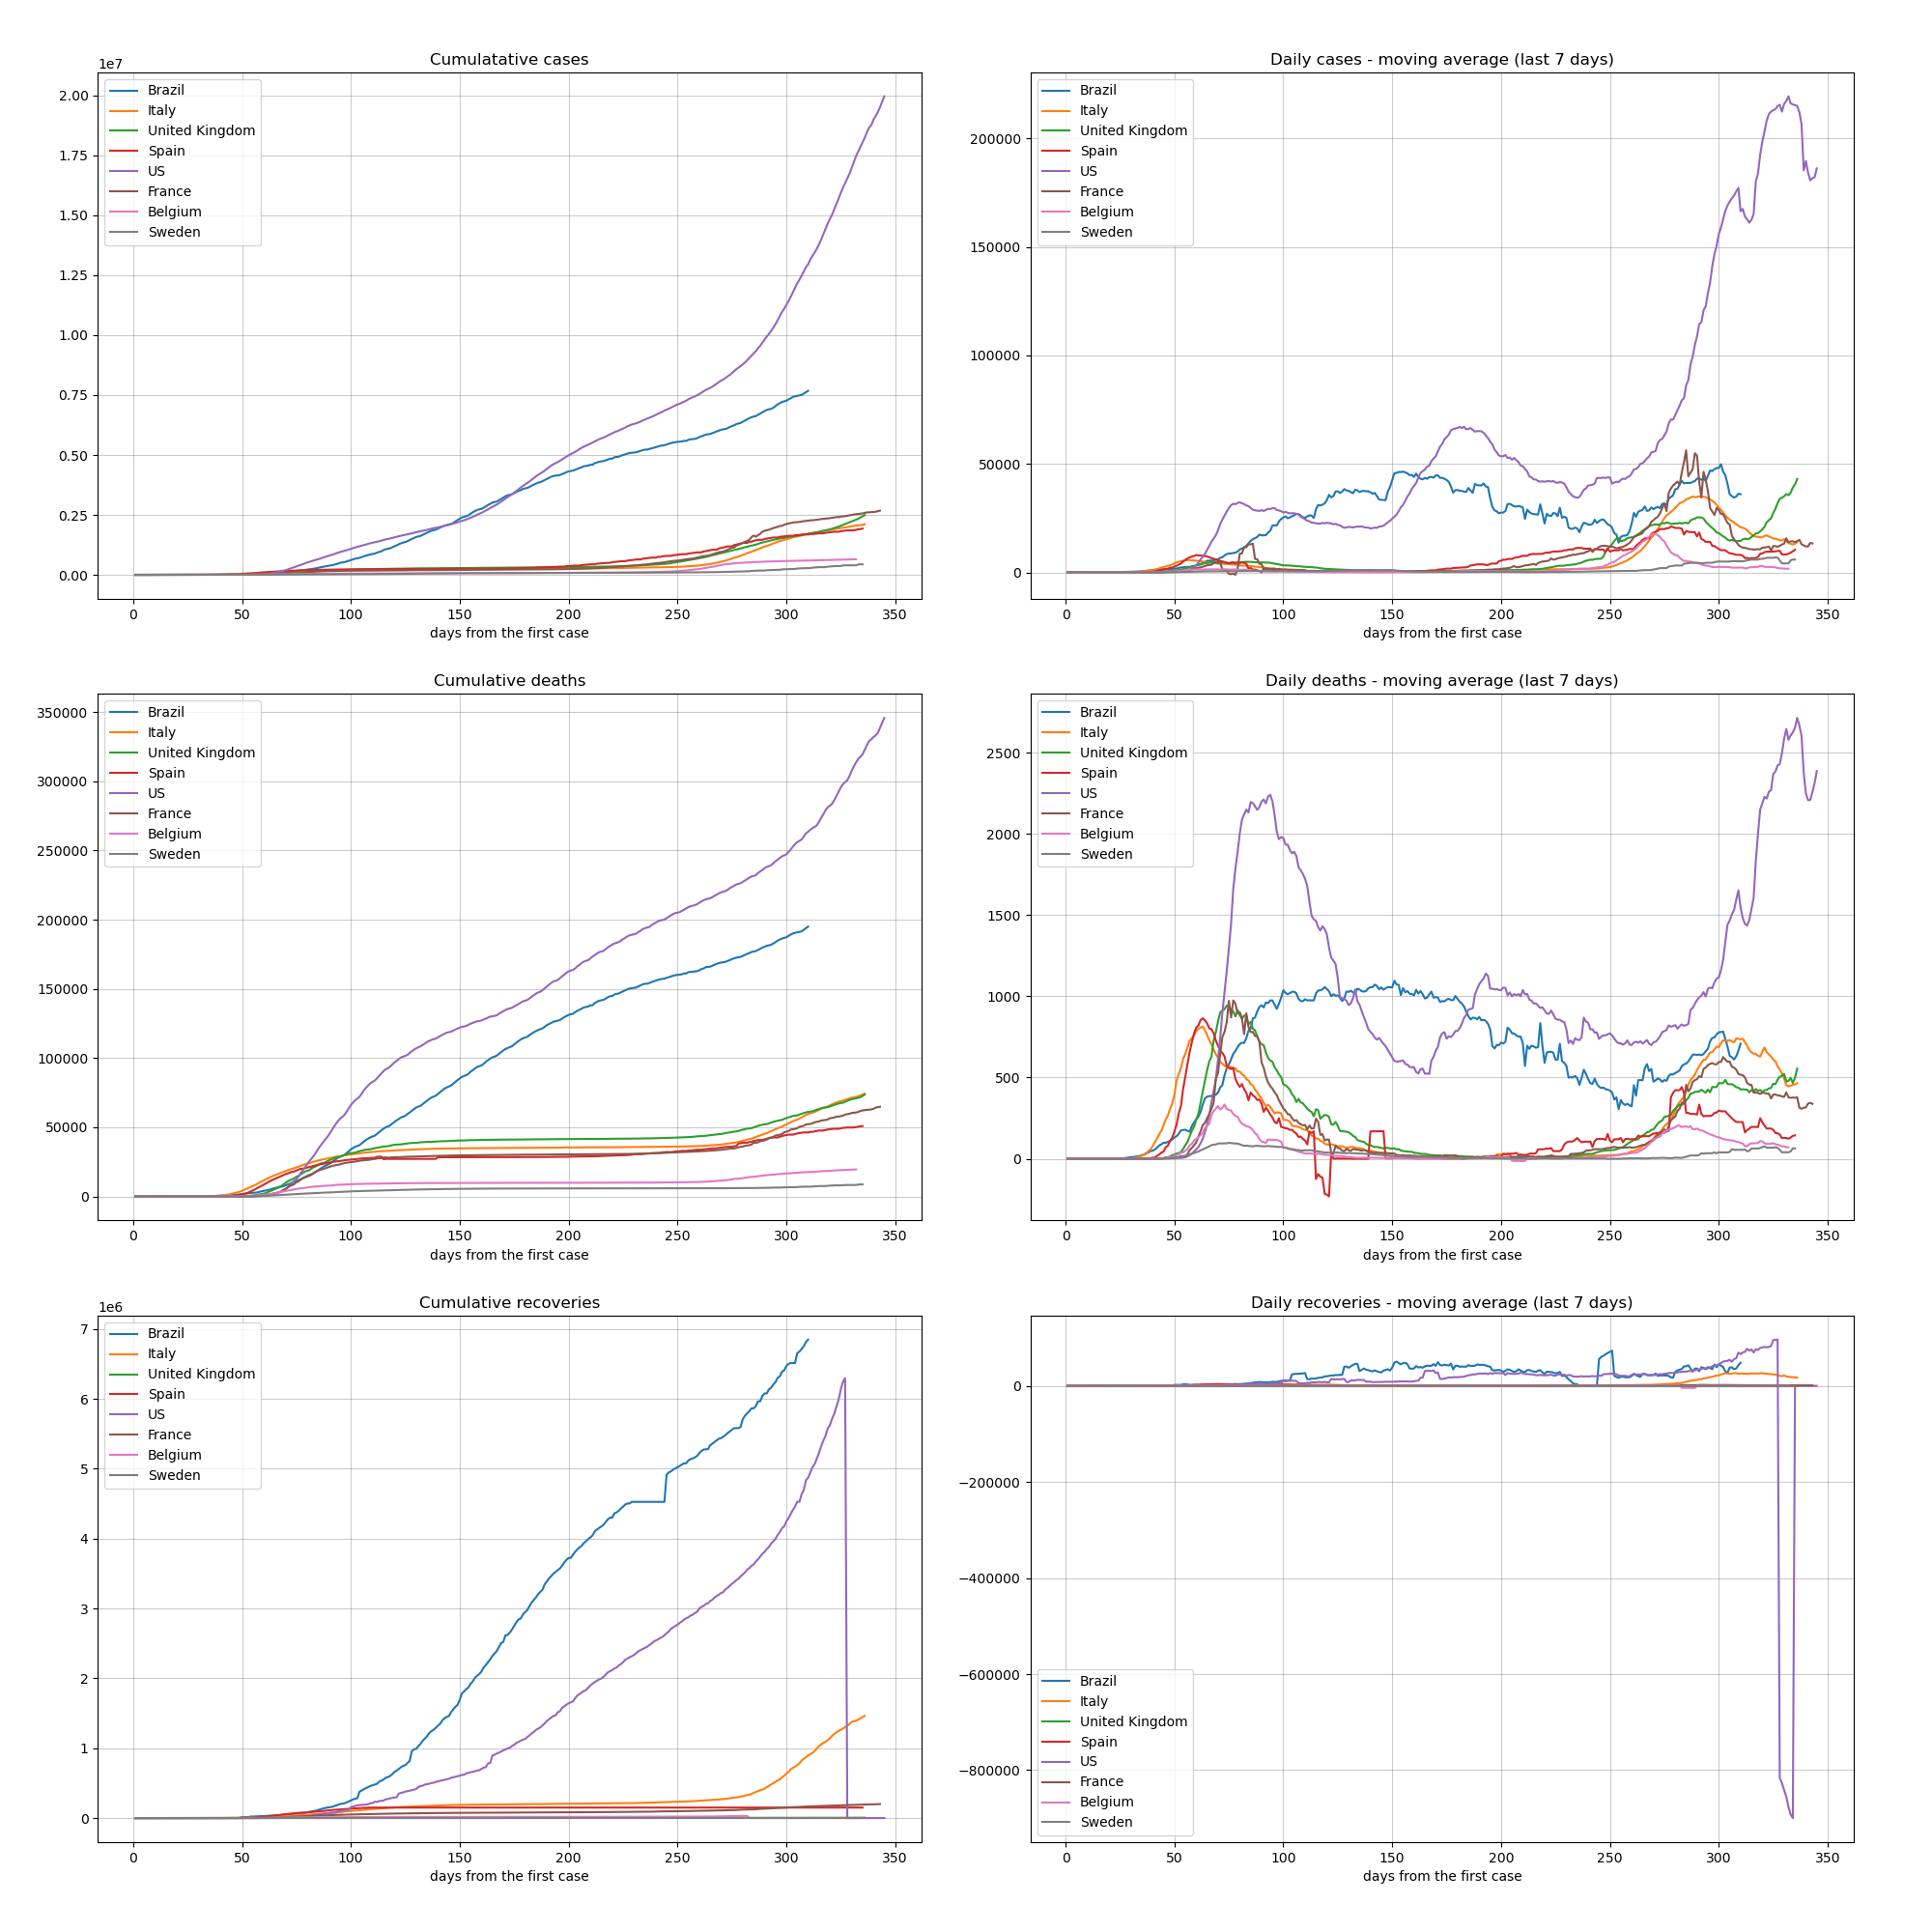 Cumulatative cases
1e7
2.00
1.75
1.50
1.25
1.00
0.75
0.50
0.25
0.00
Brazil
Italy
United Kingdom
Spain
US
France
Belgium
Sweden
0 50 100 150 200 250 300 350
days from the first case
Daily cases - moving average (last 7 days)
200000
150000
100000
50000
0
Brazil
Italy
United Kingdom
Spain
US
France
Belgium
Sweden
0 50 100 150 200 250 300 350
days from the first case
Cumulative deaths
350000
300000
250000
200000
150000
100000
50000
0
Brazil
Italy
United Kingdom
Spain
US
France
Belgium
Sweden
0 50 100 150 200 250 300 350
days from the first case
Daily deaths - moving average (last 7 days)
2500
2000
1500
1000
500
0
Brazil
Italy
United Kingdom
Spain
US
France
Belgium
Sweden
0 50 100 150 200 250 300 350
days from the first case
Cumulative recoveries
1e6
7
6
5
4
3
2
1
0
Brazil
Italy
United Kingdom
Spain
US
France
Belgium
Sweden
0 50 100 150 200 250 300 350
days from the first case
Daily recoveries - moving average (last 7 days)
0
−200000
−400000
−600000
−800000
Brazil
Italy
United Kingdom
Spain
US
France
Belgium
Sweden
0 50 100 150 200 250 300 350
days from the first case